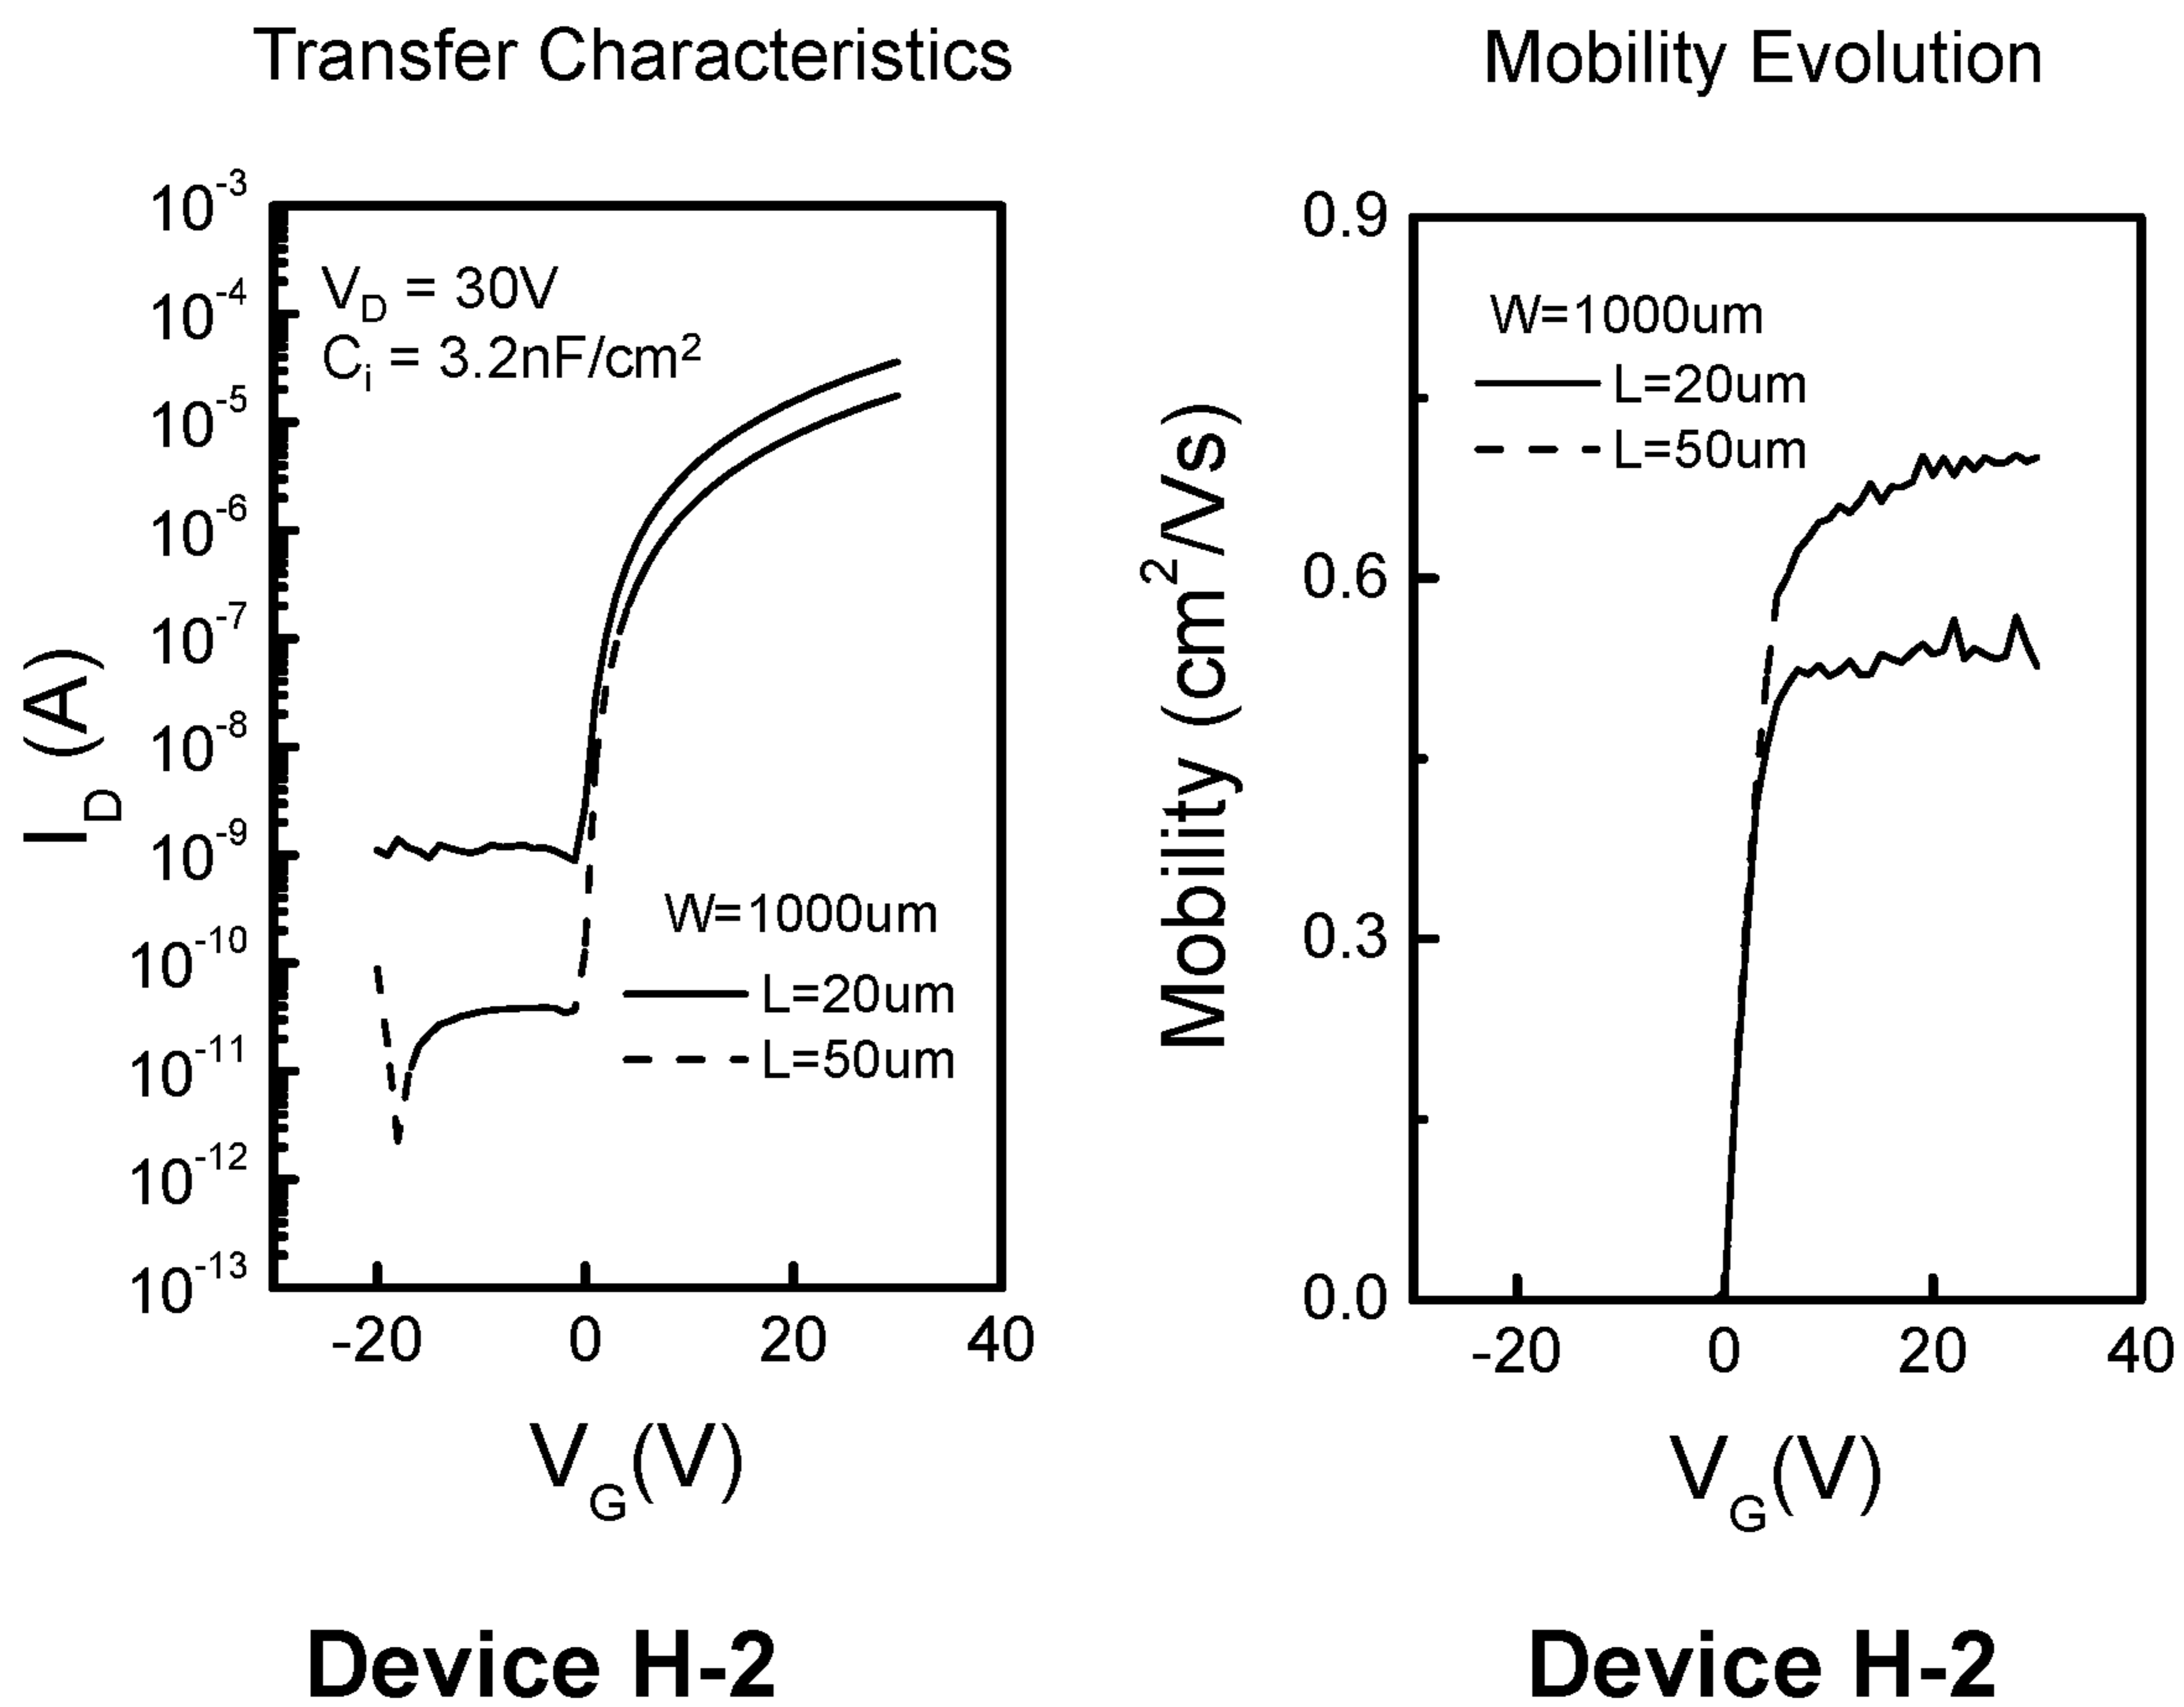 Transfer Characteristics
10-3
10-4
10-5
10-6
10-7
10-8
10-9
10-10
10-11
10-12
10-13
ID (A)
VD = 30V
Ci = 3.2nF/cm²
W=1000um
L=20um
L=50um
-20 0 20 40
VG(V)
Device H-2
Mobility Evolution
0.9
0.6
0.3
0.0
Mobility (cm2/Vs)
W=1000um
L=20um
L=50um
-20 0 20 40
VG(V)
Device H-2